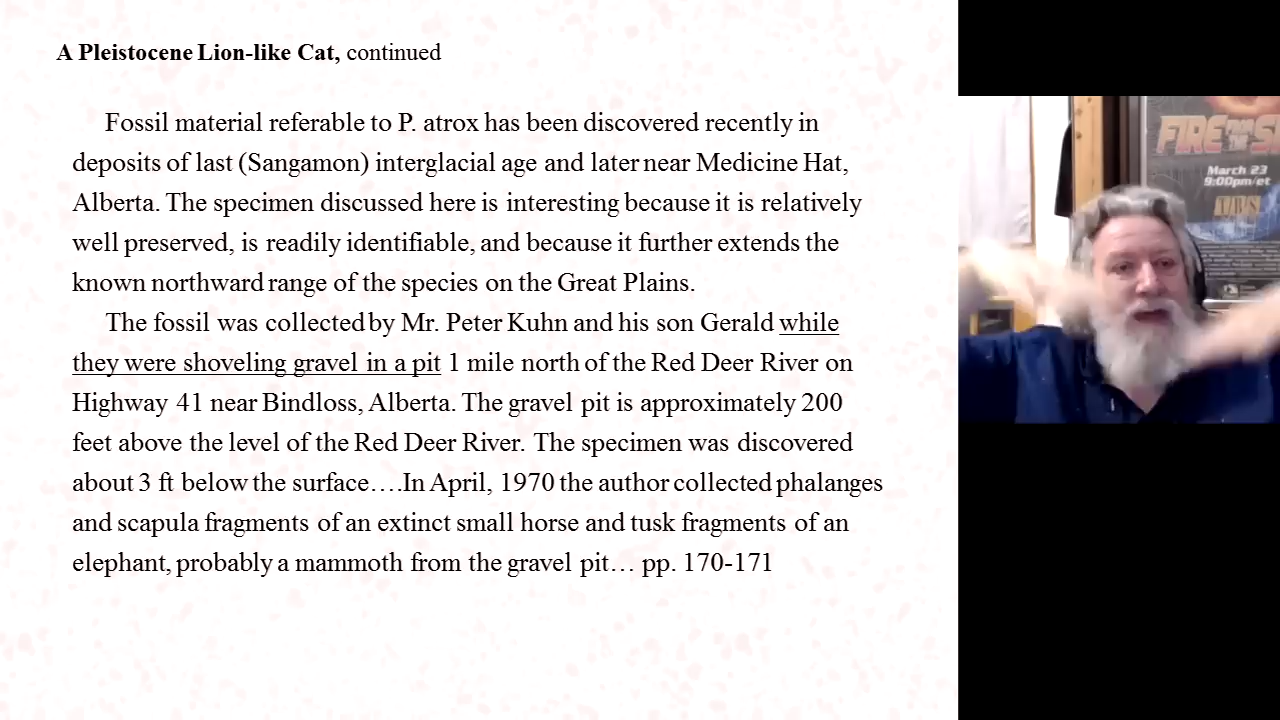 A Pleistocene Lion-like Cat, continued
Fossil material referable to P. atrox has been discovered recently in
deposits of last (Sangamon) interglacial age and later near Medicine Hat,
Alberta. The specimen discussed here is interesting because it is relatively
well preserved, is readily identifiable, and because it further extends the
known northward range of the species on the Great Plains.
The fossil was collected by Mr. Peter Kuhn and his son Gerald while
they were shoveling gravel in a pit 1 mile north of the Red Deer River on
Highway 41 near Bindloss, Alberta. The gravel pit is approximately 200
feet above the level of the Red Deer River. The specimen was discovered
about 3 ft below the surface….In April, 1970 the author collected phalanges
and scapula fragments of an extinct small horse and tusk fragments of an
elephant, probably a mammoth from the gravel pit… pp. 170-171
FIRE
March 23
9:00pm/et
TBS